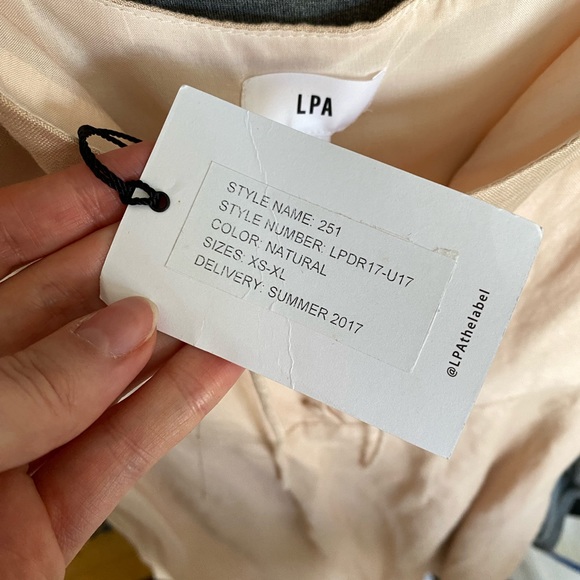 LPA
STYLE NAME: 251
STYLE NUMBER: LPDR17-U17
COLOR: NATURAL
SIZES: XS-XL
DELIVERY: SUMMER 2017
@LPAthelabel